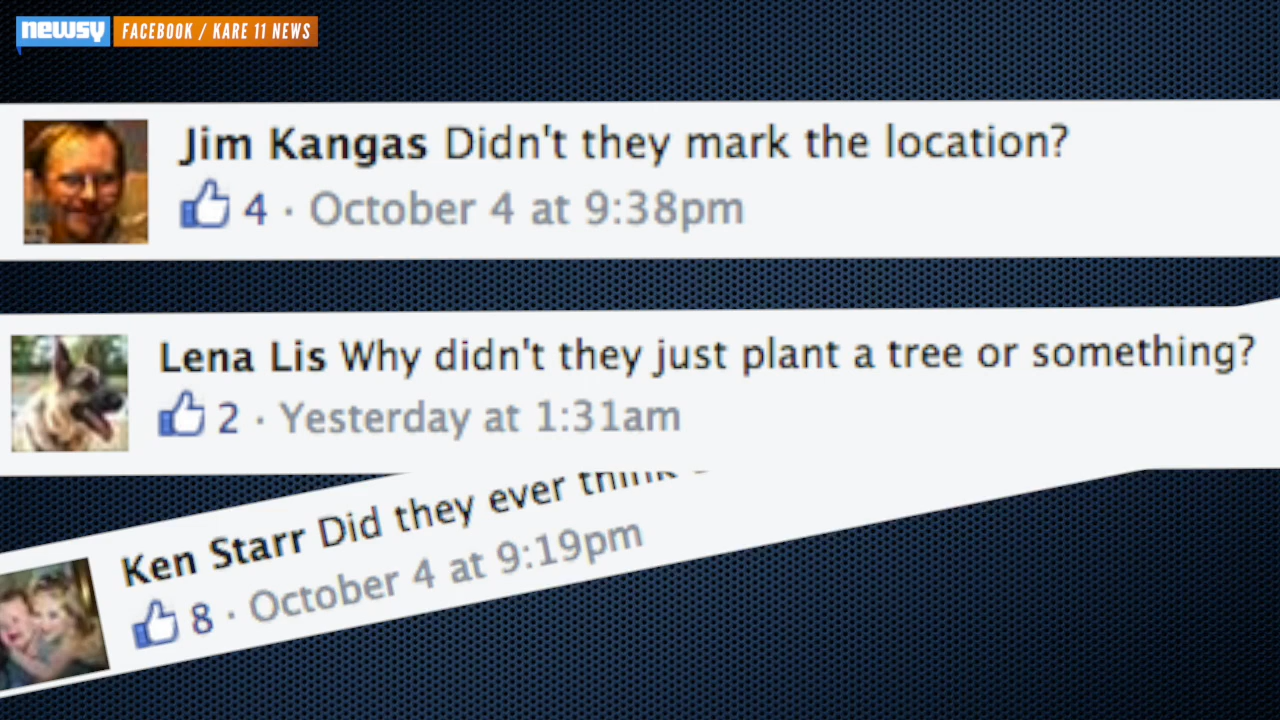 newsy FACEBOOK / KARE 11 NEWS
Jim Kangas Didn't they mark the location?
4 · October 4 at 9:38pm
Lena Lis Why didn't they just plant a tree or something?
2 · Yesterday at 1:31am
Ken Starr Did they ever think
8 · October 4 at 9:19pm